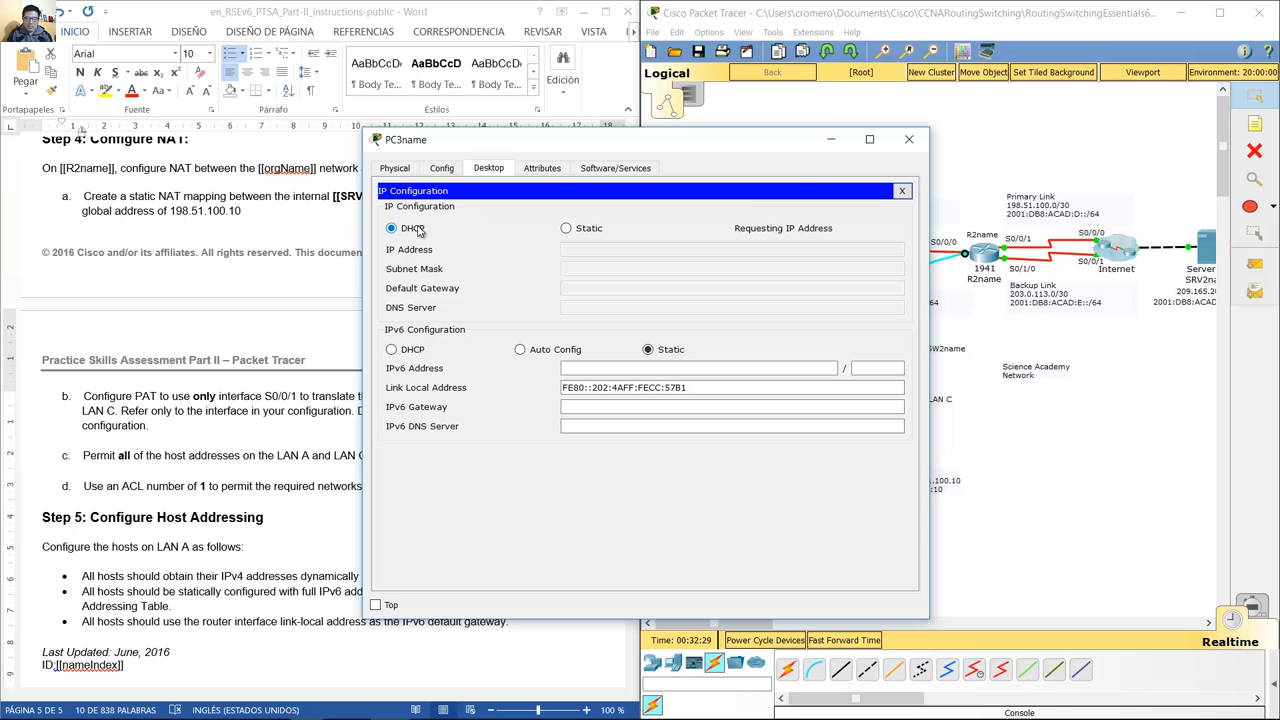 en_RSEv6_PTSA_Part-II_instructions-public - Word
INICIO
INSERTAR
DISEÑO
DISEÑO DE PÁGINA
REFERENCIAS
CORRESPONDENCIA
REVISAR
VISTA
Arial
10
Pegar
AaBbCcD
AaBbCcD
AaBbCcD
¶ Body Te...
¶ Body Te...
¶ Body Te...
Edición
Portapapeles
Fuente
Párrafo
Estilos
Step 4: Configure NAT:
On [[R2name]], configure NAT between the [[orgName]] network
a. Create a static NAT mapping between the internal [[SRV
global address of 198.51.100.10
© 2016 Cisco and/or its affiliates. All rights reserved. This documen
Practice Skills Assessment Part II – Packet Tracer
b. Configure PAT to use only interface S0/0/1 to translate t
LAN C. Refer only to the interface in your configuration. D
configuration.
c. Permit all of the host addresses on the LAN A and LAN C
d. Use an ACL number of 1 to permit the required networks
Step 5: Configure Host Addressing
Configure the hosts on LAN A as follows:
All hosts should obtain their IPv4 addresses dynamically
All hosts should be statically configured with full IPv6 add
Addressing Table.
All hosts should use the router interface link-local address as the IPv6 default gateway.
Last Updated: June, 2016
ID:[[nameIndex]]
PÁGINA 5 DE 5
10 DE 838 PALABRAS
INGLÉS (ESTADOS UNIDOS)
100 %
PC3name
Physical
Config
Desktop
Attributes
Software/Services
IP Configuration
X
IP Configuration
DHCP
Static
Requesting IP Address
IP Address
Subnet Mask
Default Gateway
DNS Server
IPv6 Configuration
DHCP
Auto Config
Static
IPv6 Address
/
Link Local Address
FE80::202:4AFF:FECC:57B1
IPv6 Gateway
IPv6 DNS Server
Top
Cisco Packet Tracer - C:\Users\cromero\Documents\Cisco\CCNARoutingSwitching\RoutingSwitchingEssentials6...
File
Edit
Options
View
Tools
Extensions
Help
Logical
Back
[Root]
New Cluster
Move Object
Set Tiled Background
Viewport
Environment: 20:00:00
Primary Link
198.51.100.0/30
2001:DB8:ACAD:D::/64
S0/0/0
R2name
S0/0/1
S0/0/0
1941
R2name
S0/1/0
S0/0/1
Internet
Server
SRV2na
Backup Link
203.0.113.0/30
2001:DB8:ACAD:E::/64
209.165.20
2001:DB8:ACAD
SW2name
Science Academy
Network
LAN C
.100.10
:10
Time: 00:32:29
Power Cycle Devices
Fast Forward Time
Realtime
Console